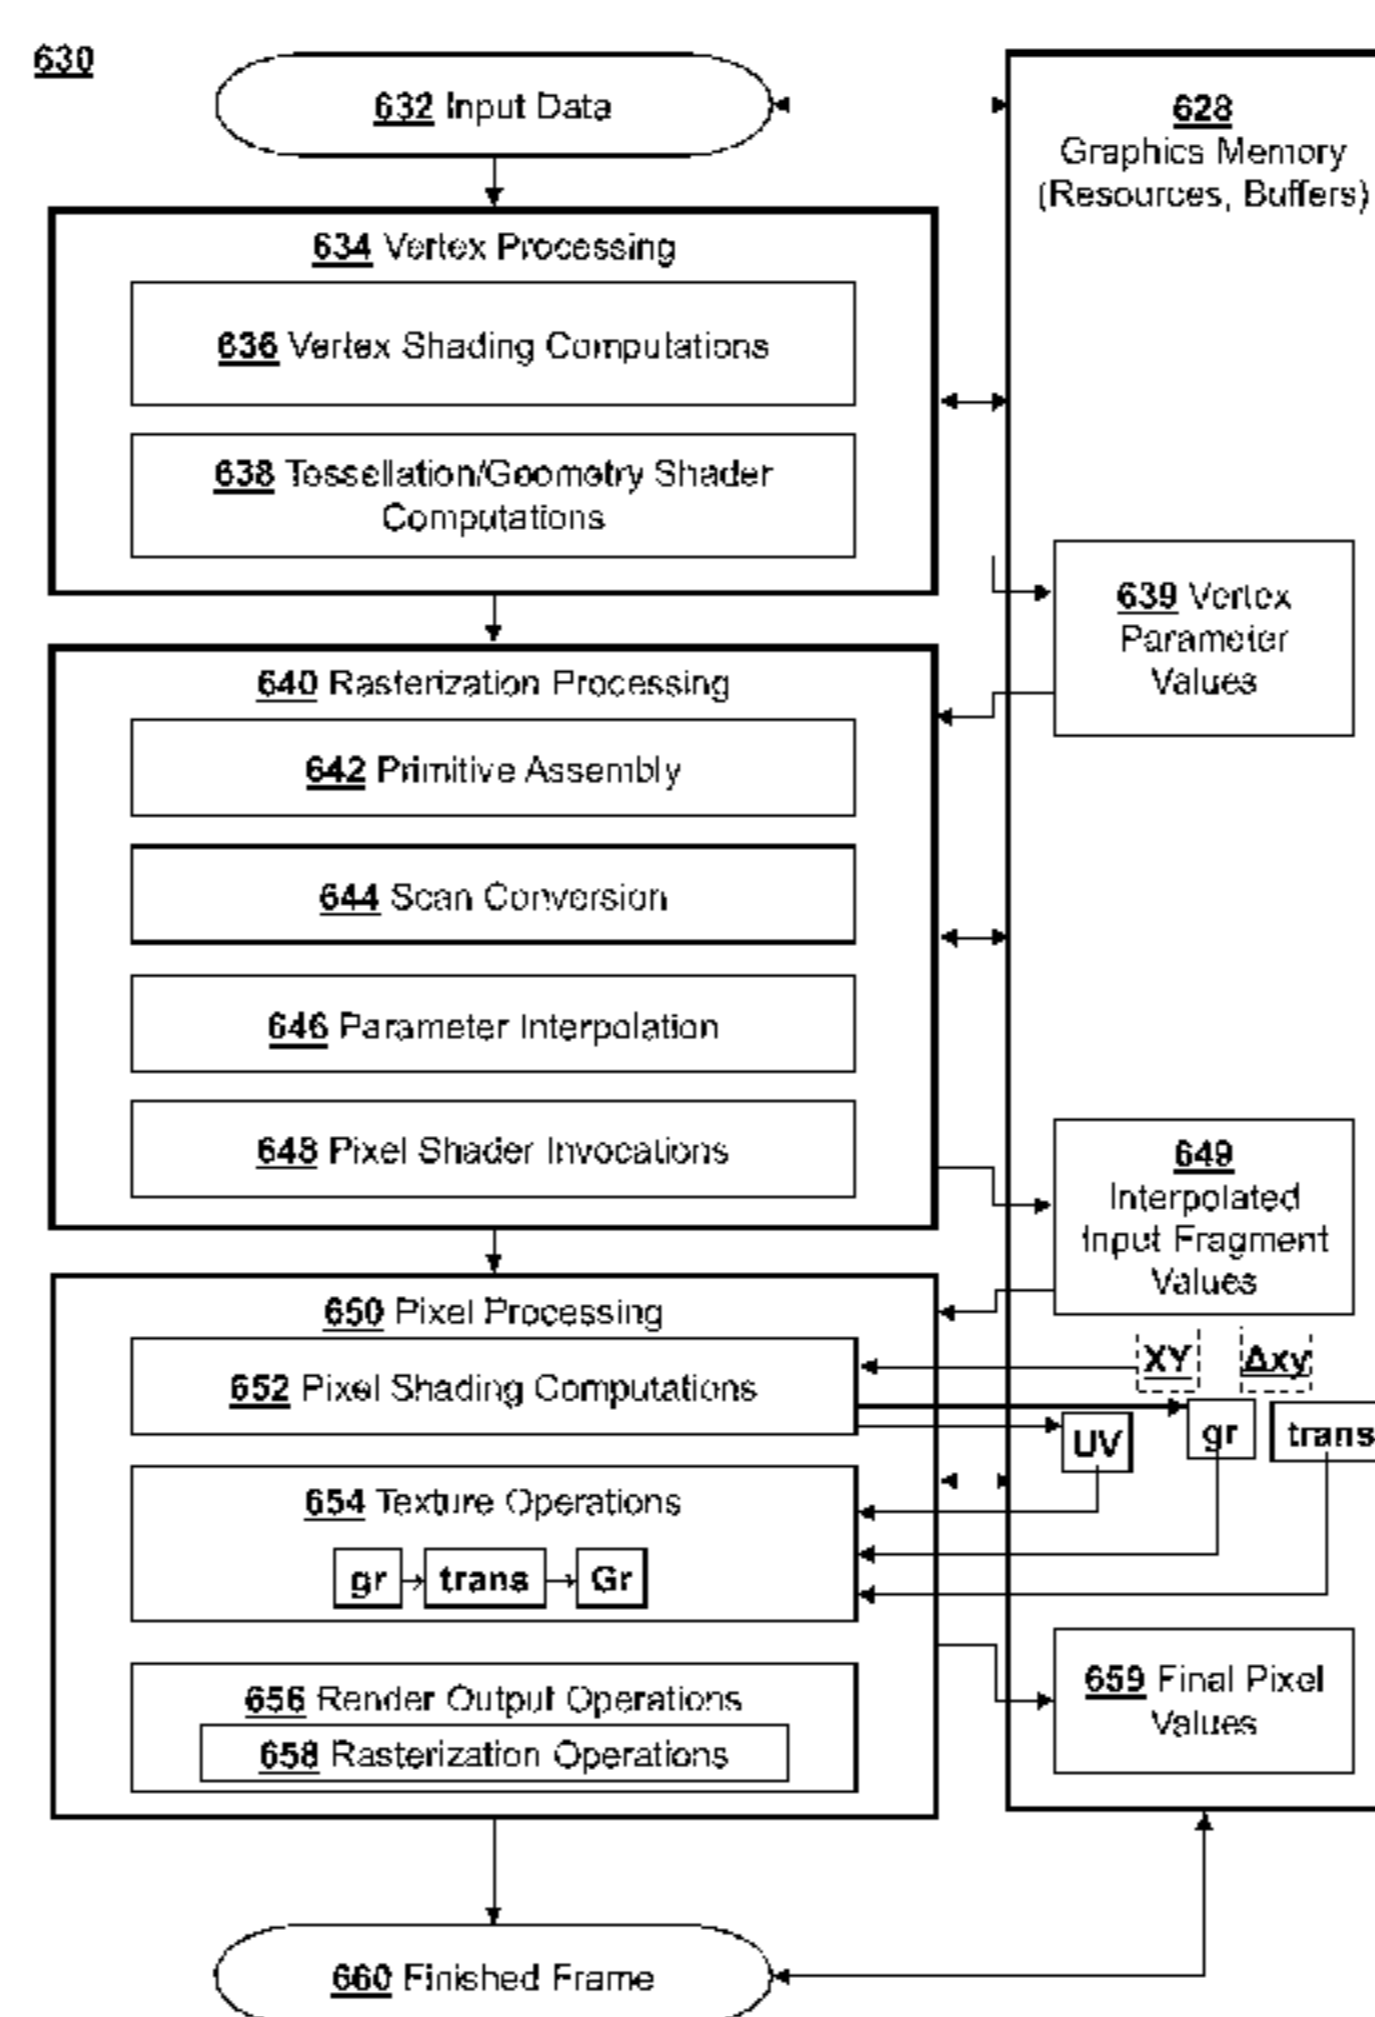 630
632 Input Data
628
Graphics Memory
(Resources, Buffers)
634 Vertex Processing
636 Vertex Shading Computations
638 Tessellation/Geometry Shader
Computations
639 Vertex
Parameter
Values
640 Rasterization Processing
642 Primitive Assembly
644 Scan Conversion
646 Parameter Interpolation
648 Pixel Shader Invocations
649
Interpolated
Input Fragment
Values
650 Pixel Processing
652 Pixel Shading Computations
XY
Δxy
UV
gr
trans
654 Texture Operations
gr
trans
Gr
656 Render Output Operations
658 Rasterization Operations
659 Final Pixel
Values
660 Finished Frame